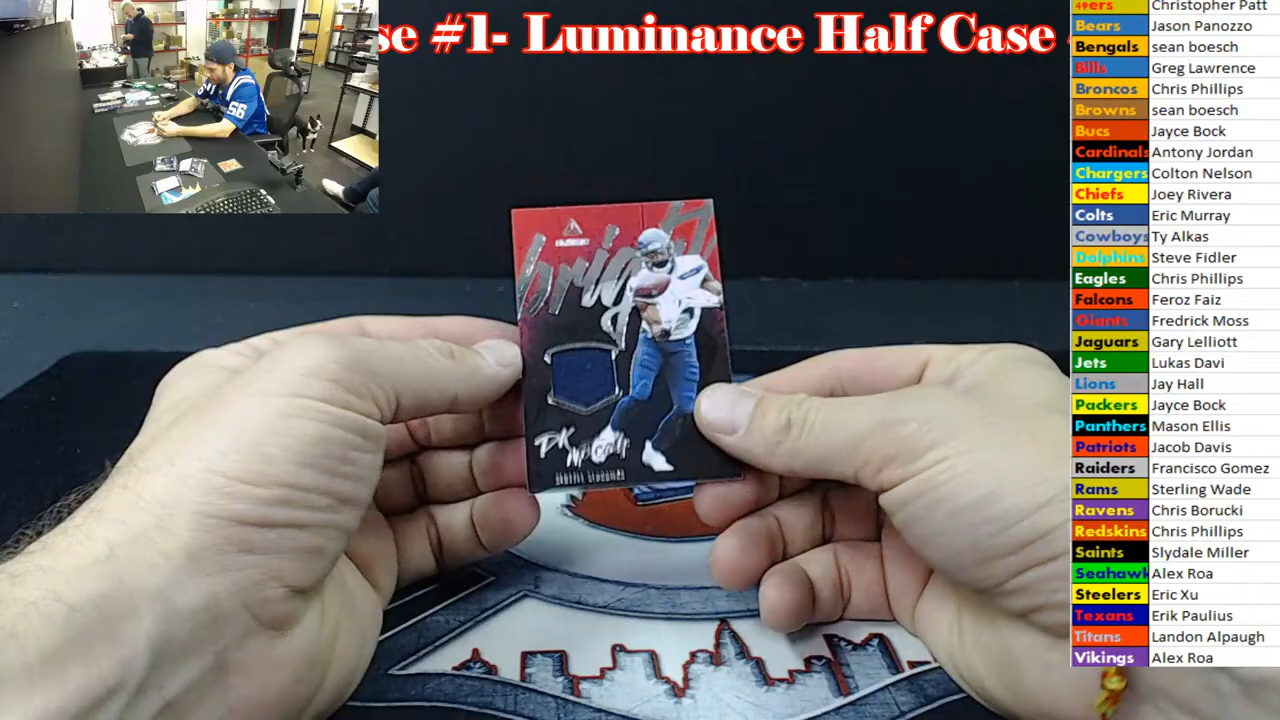 se #1- Luminance Half Case
49ers Christopher Patt
Bears Jason Panozzo
Bengals sean boesch
Bills Greg Lawrence
Broncos Chris Phillips
Browns sean boesch
Bucs Jayce Bock
Cardinals Antony Jordan
Chargers Colton Nelson
Chiefs Joey Rivera
Colts Eric Murray
Cowboys Ty Alkas
Dolphins Steve Fidler
Eagles Chris Phillips
Falcons Feroz Faiz
Giants Fredrick Moss
Jaguars Gary Lelliott
Jets Lukas Davi
Lions Jay Hall
Packers Jayce Bock
Panthers Mason Ellis
Patriots Jacob Davis
Raiders Francisco Gomez
Rams Sterling Wade
Ravens Chris Borucki
Redskins Chris Phillips
Saints Slydale Miller
Seahawk Alex Roa
Steelers Eric Xu
Texans Erik Paulius
Titans Landon Alpaugh
Vikings Alex Roa
56
brig
DK
Metcalf